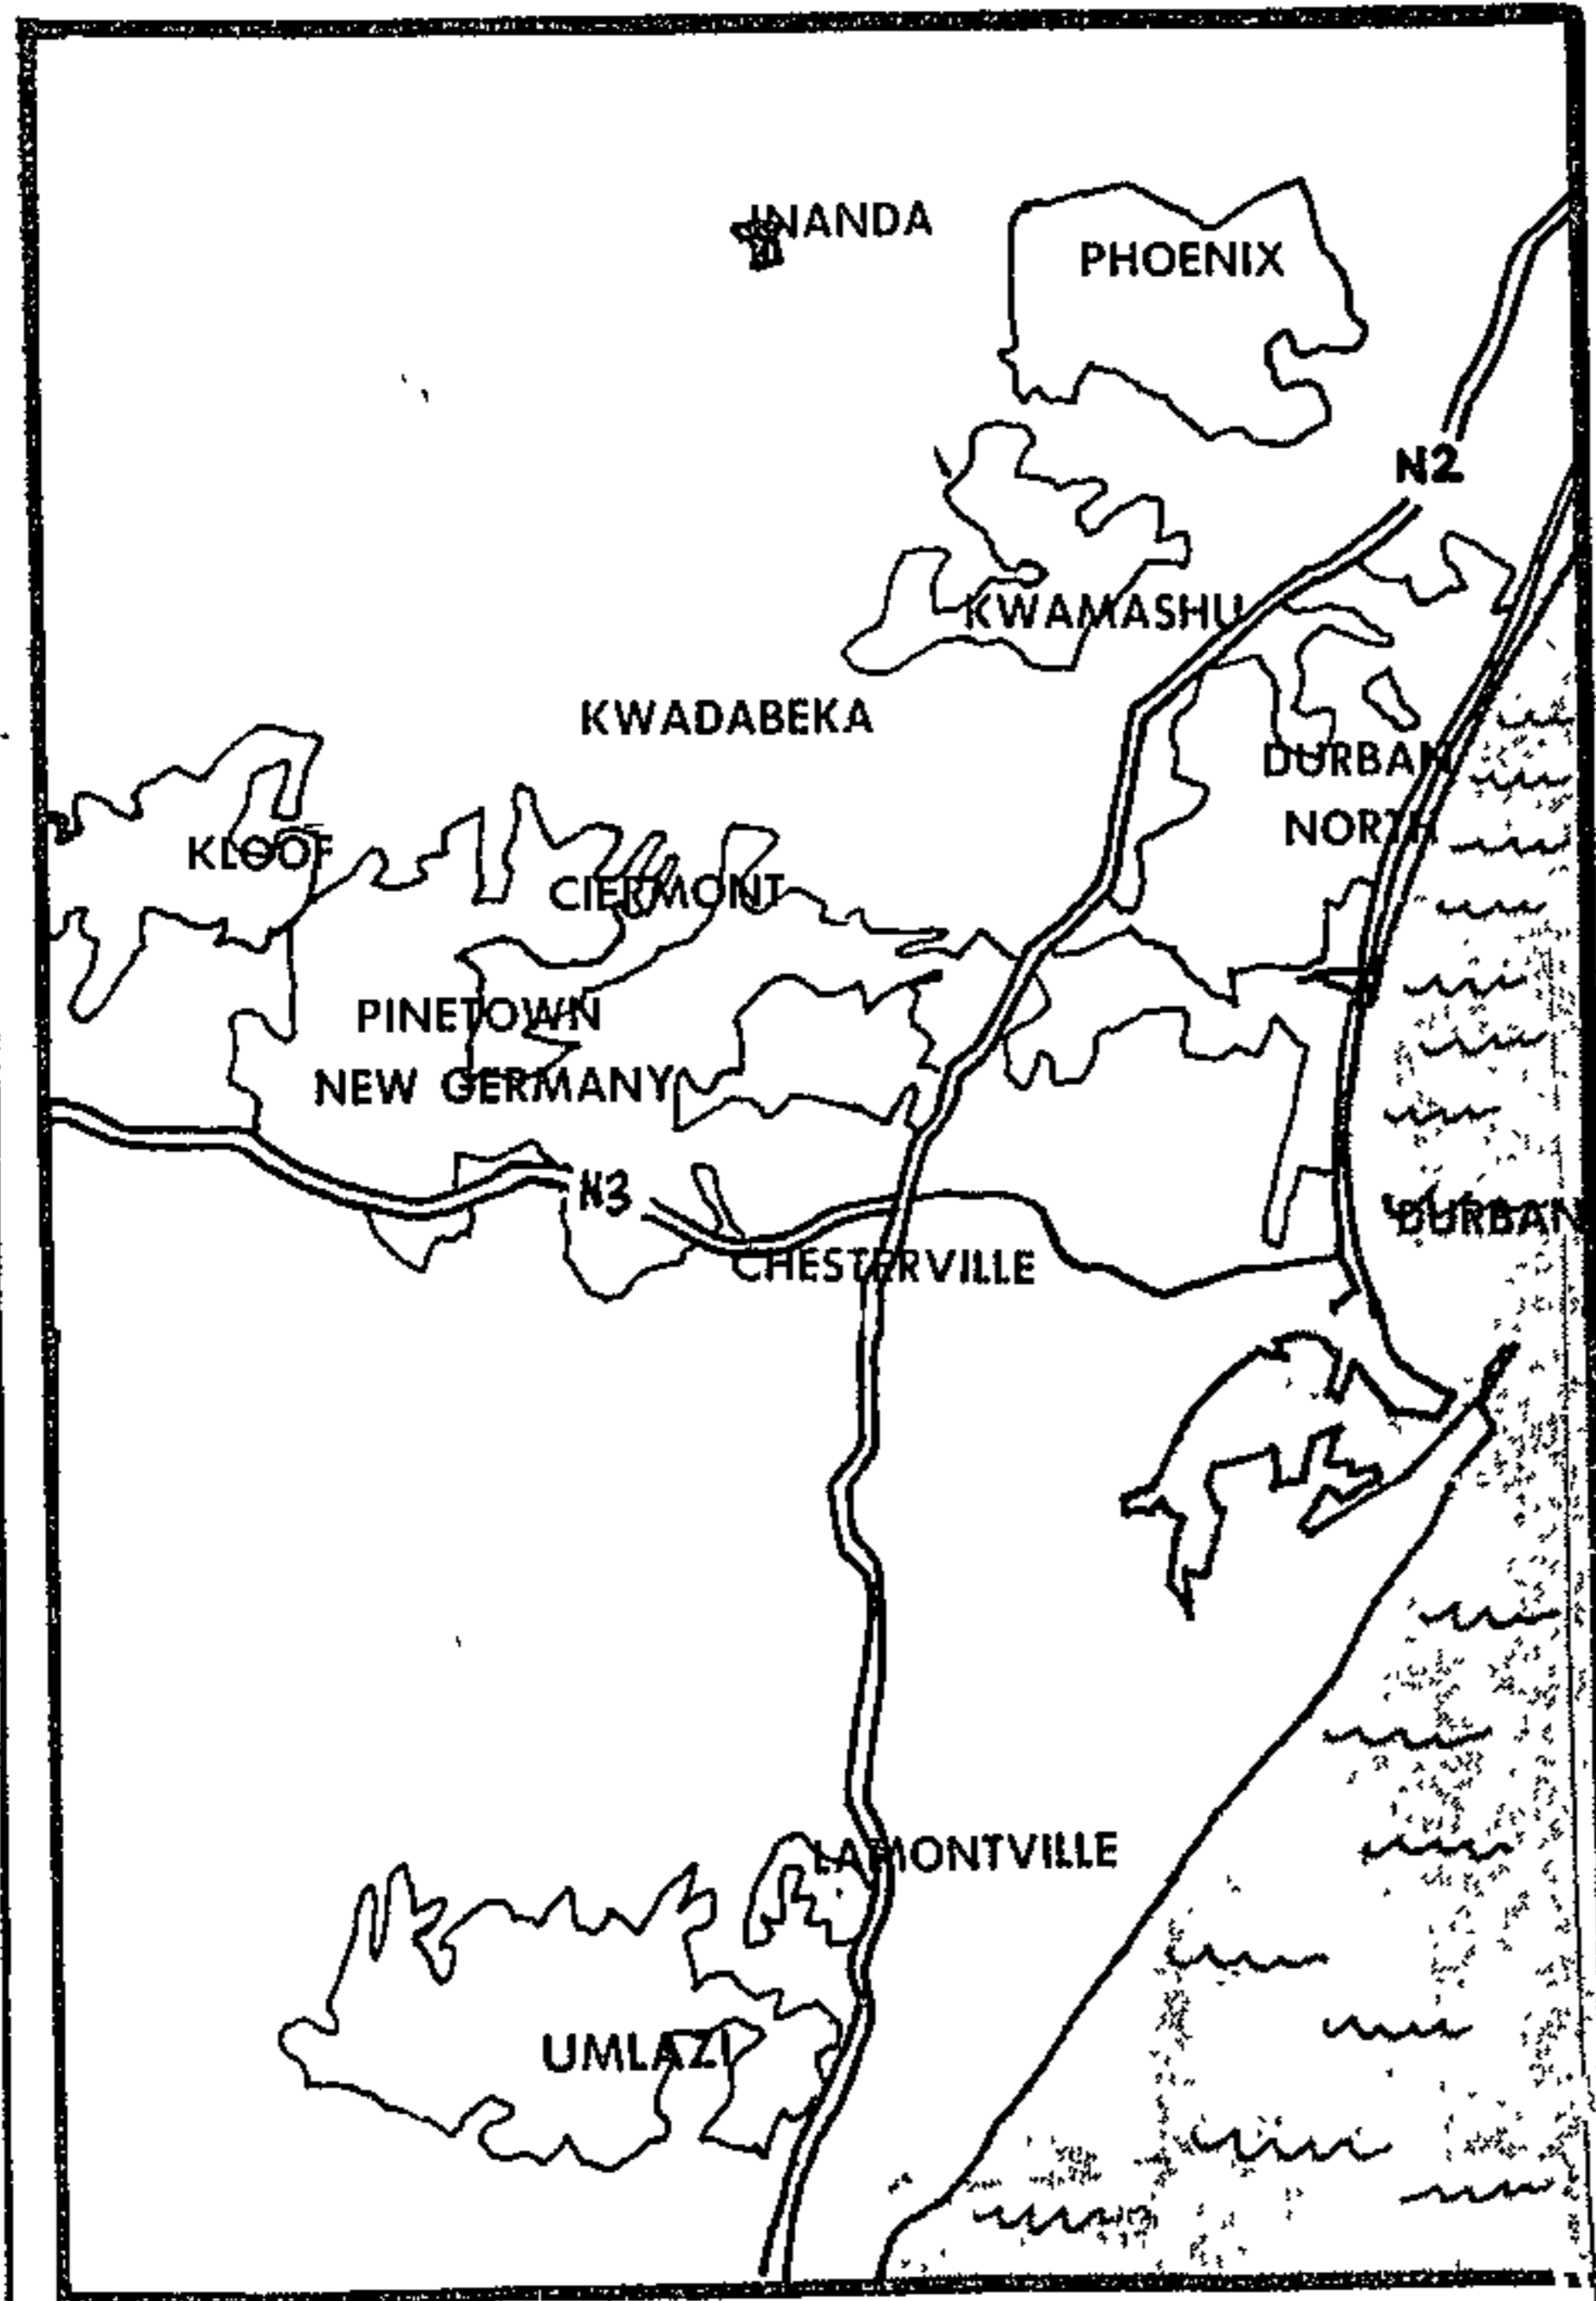 INANDA
PHOENIX
N2
KWAMASHU
KWADABEKA
DURBAN
NORTH
KLOOF
CIERMONT
PINETOWN
NEW GERMANY
N3
DURBAN
CHESTERVILLE
LAMONTVILLE
UMLAZI